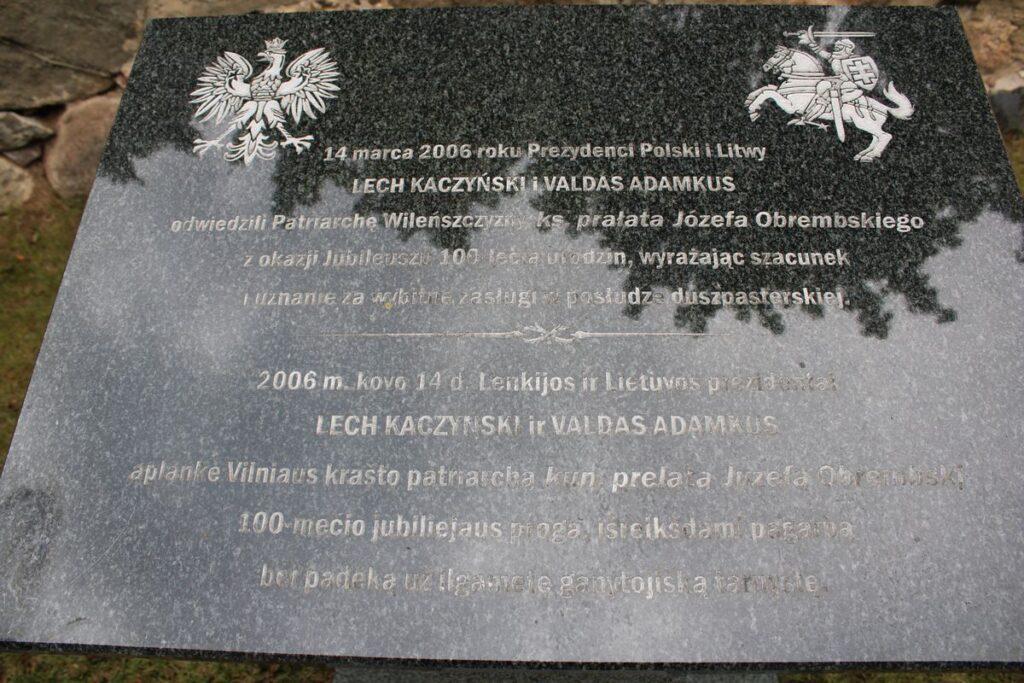 14 marca 2006 roku Prezydenci Polski i Litwy
LECH KACZYŃSKI i VALDAS ADAMKUS
odwiedzili Patriarchę Wileńszczyzny ks. prałata Józefa Obrembskiego
z okazji Jubileuszu 100-lecia urodzin, wyrażając szacunek
i uznanie za wybitne zasługi w posłudze duszpasterskiej.
2006 m. kovo 14 d. Lenkijos ir Lietuvos prezidentai
LECH KACZYŃSKI ir VALDAS ADAMKUS
aplankė Vilniaus krašto patriarchą kun. prelatą Juzefą Obrembskį
100-mečio jubiliejaus proga, išreikšdami pagarbą
bei padėką už ilgametę ganytojišką tarnystę.